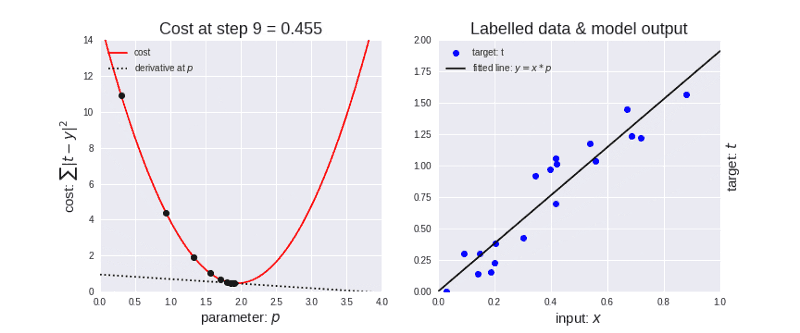 Cost at step 9 = 0.455
14
12
10
8
6
4
2
0
cost: ∑|t − y|²
cost
derivative at p
0.0 0.5 1.0 1.5 2.0 2.5 3.0 3.5 4.0
parameter: p
Labelled data & model output
2.00
1.75
1.50
1.25
1.00
0.75
0.50
0.25
0.00
target: t
fitted line: y = x * p
0.0 0.2 0.4 0.6 0.8 1.0
input: x
target: t